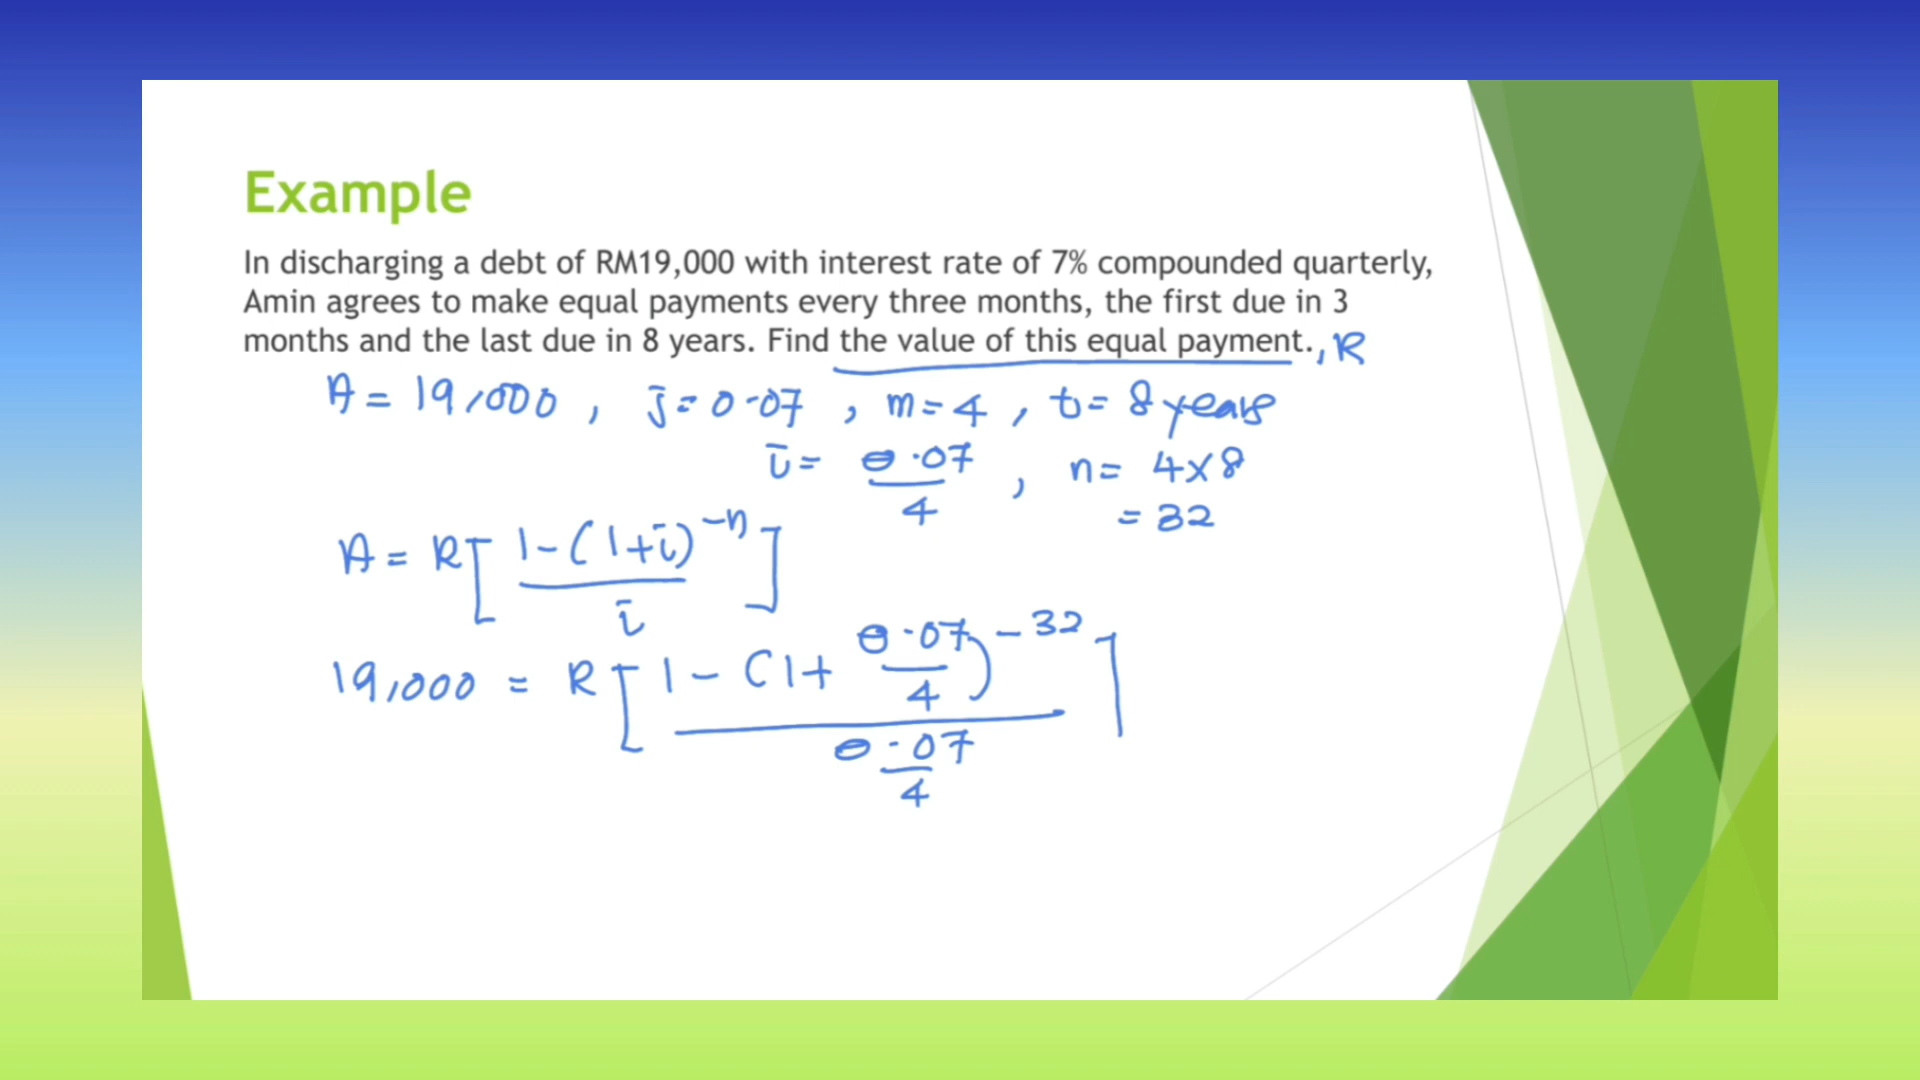 Example
In discharging a debt of RM19,000 with interest rate of 7% compounded quarterly,
Amin agrees to make equal payments every three months, the first due in 3
months and the last due in 8 years. Find the value of this equal payment., R
A = 19,000 , j = 0.07 , m = 4 , t = 8 years
i = 0.07/4 , n = 4 x 8
= 32
A = R [ 1 - (1 + i)^-n / i ]
19,000 = R [ 1 - (1 + 0.07/4)^-32 / 0.07/4 ]